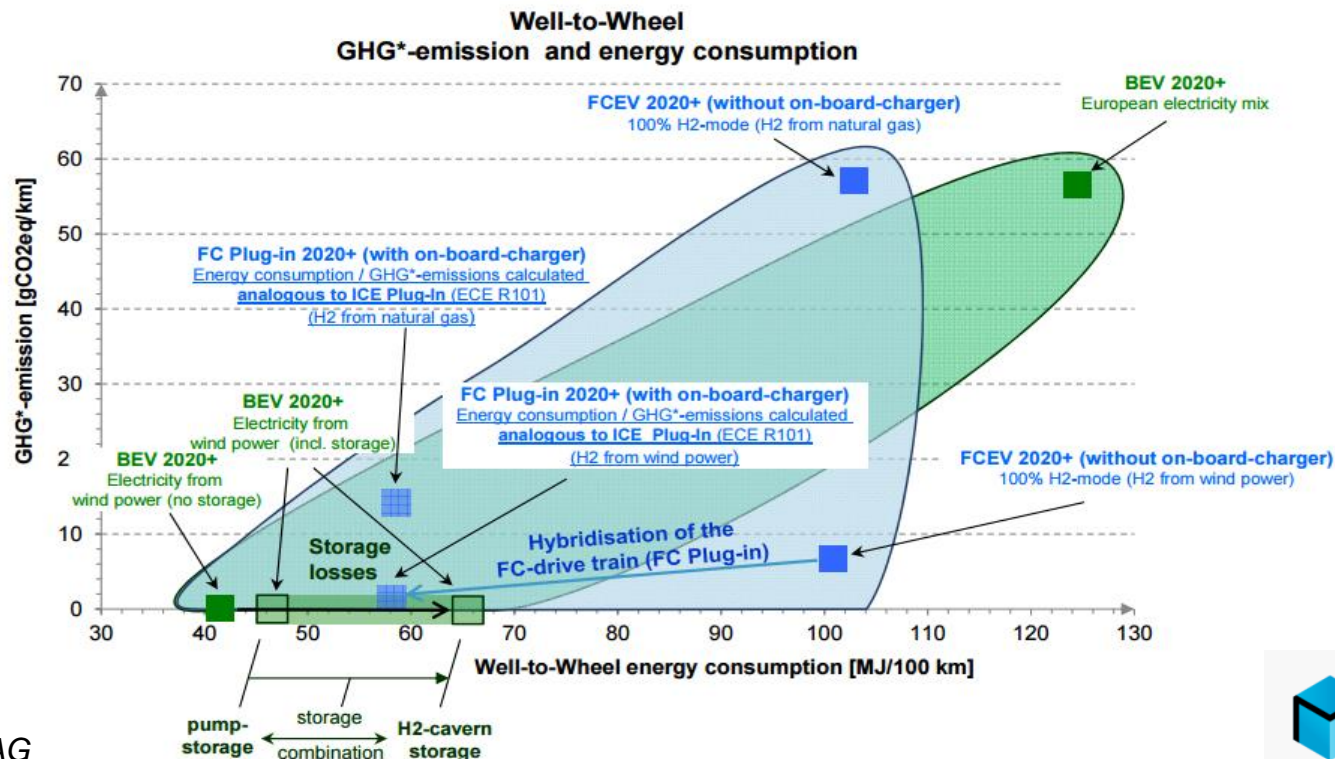 Well-to-Wheel
GHG*-emission and energy consumption
GHG*-emission [gCO2eq/km]
70
60
50
40
30
2
10
0
FCEV 2020+ (without on-board-charger)
100% H2-mode (H2 from natural gas)
BEV 2020+
European electricity mix
FC Plug-in 2020+ (with on-board-charger)
Energy consumption / GHG*-emissions calculated
analogous to ICE Plug-In (ECE R101)
(H2 from natural gas)
BEV 2020+
Electricity from
wind power (incl. storage)
FC Plug-in 2020+ (with on-board-charger)
Energy consumption / GHG*-emissions calculated
analogous to ICE Plug-In (ECE R101)
(H2 from wind power)
BEV 2020+
Electricity from
wind power (no storage)
FCEV 2020+ (without on-board-charger)
100% H2-mode (H2 from wind power)
Storage
losses
Hybridisation of the
FC-drive train (FC Plug-in)
30 40 50 60 70 80 90 100 110 120 130
Well-to-Wheel energy consumption [MJ/100 km]
pump-
storage
storage
combination
H2-cavern
storage
AG